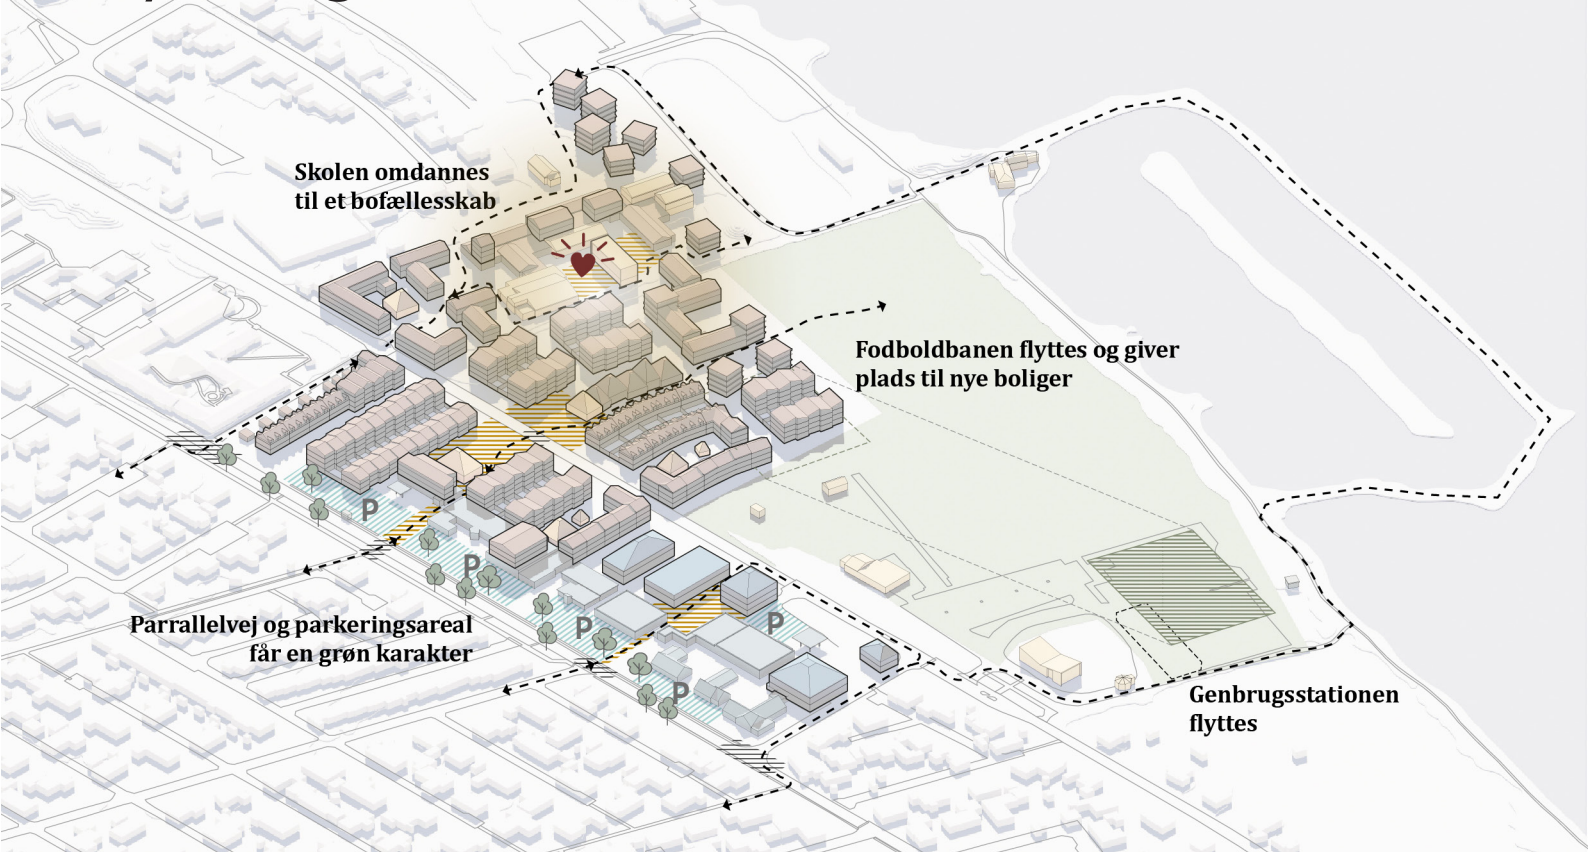 Skolen omdannes
til et bofællesskab
Fodboldbanen flyttes og giver
plads til nye boliger
P
P
Parrallelvej og parkeringsareal
får en grøn karakter
P
P
P
Genbrugsstationen
flyttes